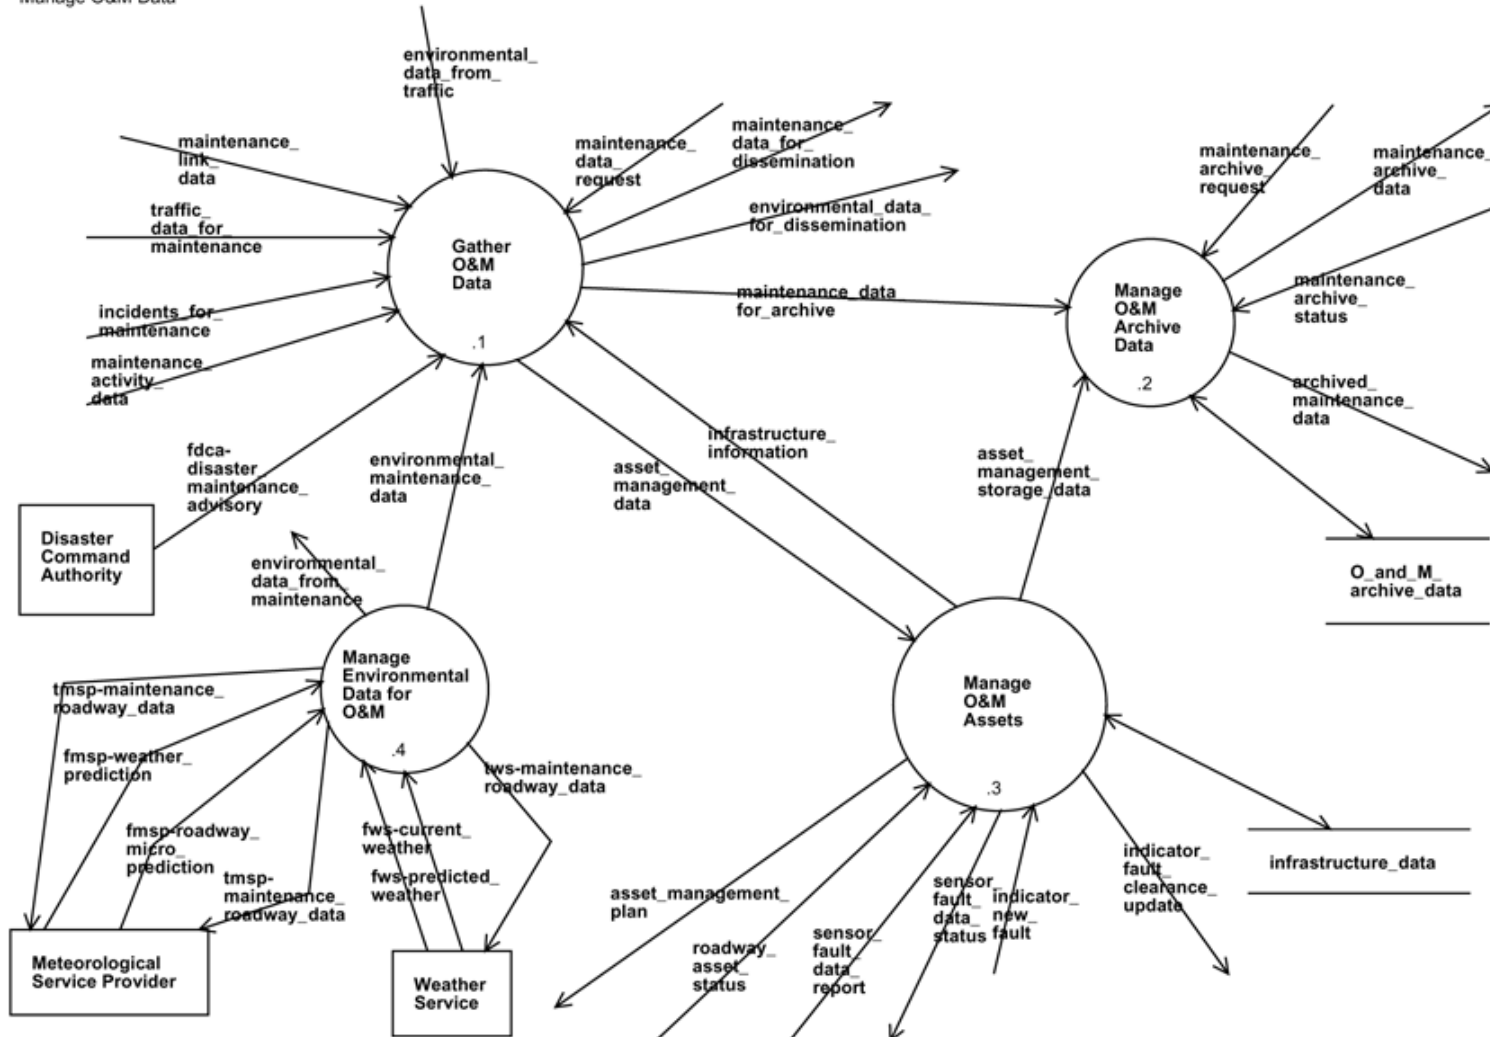 Manage O&M Data
environmental_
data_from_
traffic
maintenance_
link_
data
traffic_
data_for_
maintenance
incidents_for_
maintenance
maintenance_
activity_
data
maintenance_
data_
request
maintenance_
data_for_
dissemination
environmental_data_
for_dissemination
Gather
O&M
Data
.1
maintenance_data_
for_archive
maintenance_
archive_
request
maintenance_
archive_
data
Manage
O&M
Archive
Data
.2
maintenance_
archive_
status
archived_
maintenance_
data
fdca-
disaster_
maintenance_
advisory
environmental_
maintenance_
data
infrastructure_
information
asset_
management_
data
asset_
management_
storage_data
Disaster
Command
Authority
O_and_M_
archive_data
environmental_
data_from_
maintenance
Manage
Environmental
Data for
O&M
.4
Manage
O&M
Assets
.3
tmsp-maintenance_
roadway_data
fmsp-weather_
prediction
fmsp-roadway_
micro_
prediction
tmsp-
maintenance_
roadway_data
fws-current_
weather
fws-predicted_
weather
tws-maintenance_
roadway_data
Meteorological
Service Provider
Weather
Service
asset_management_
plan
roadway_
asset_
status
sensor_
fault_
data_
report
sensor_
fault_
data_
status
indicator_
new_
fault
indicator_
fault_
clearance_
update
infrastructure_data